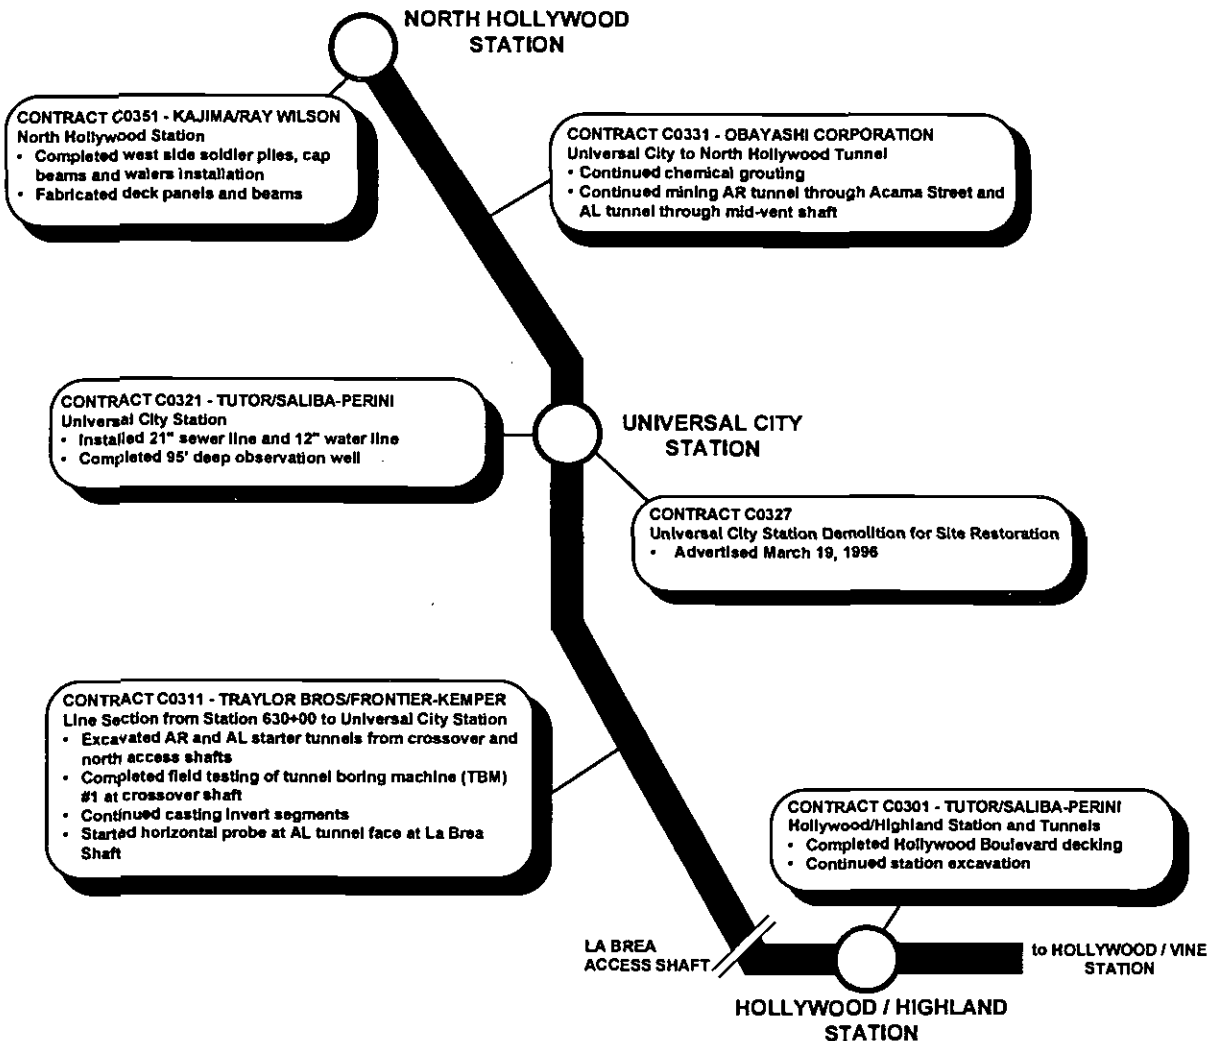 NORTH HOLLYWOOD
STATION
CONTRACT C0351 - KAJIMA/RAY WILSON
North Hollywood Station
• Completed west side soldier piles, cap
beams and walers installation
• Fabricated deck panels and beams
CONTRACT C0331 - OBAYASHI CORPORATION
Universal City to North Hollywood Tunnel
• Continued chemical grouting
• Continued mining AR tunnel through Acama Street and
AL tunnel through mid-vent shaft
CONTRACT C0321 - TUTOR/SALIBA-PERINI
Universal City Station
• Installed 21" sewer line and 12" water line
• Completed 95' deep observation well
UNIVERSAL CITY
STATION
CONTRACT C0327
Universal City Station Demolition for Site Restoration
• Advertised March 19, 1996
CONTRACT C0311 - TRAYLOR BROS/FRONTIER-KEMPER
Line Section from Station 630+00 to Universal City Station
• Excavated AR and AL starter tunnels from crossover and
north access shafts
• Completed field testing of tunnel boring machine (TBM)
#1 at crossover shaft
• Continued casting invert segments
• Started horizontal probe at AL tunnel face at La Brea
Shaft
CONTRACT C0301 - TUTOR/SALIBA-PERINI
Hollywood/Highland Station and Tunnels
• Completed Hollywood Boulevard decking
• Continued station excavation
LA BREA
ACCESS SHAFT
to HOLLYWOOD / VINE
STATION
HOLLYWOOD / HIGHLAND
STATION